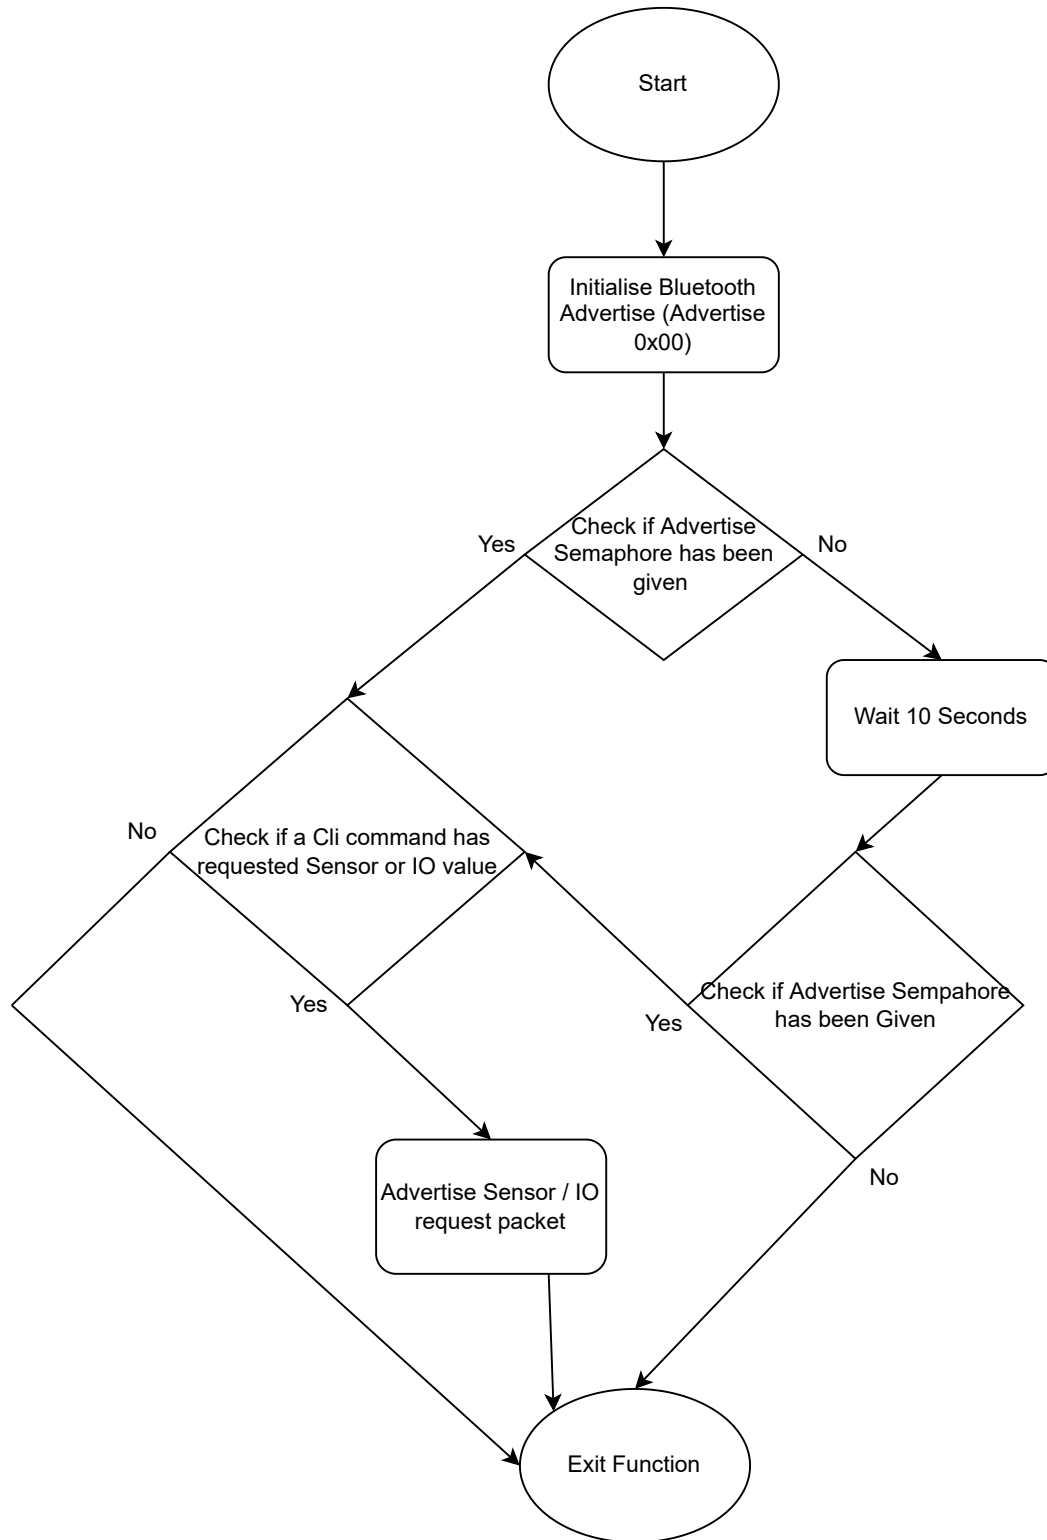 Start
Initialise Bluetooth
Advertise (Advertise
0x00)
Check if Advertise
Semaphore has been
given
Yes
No
Wait 10 Seconds
No
Check if a Cli command has
requested Sensor or IO value
Yes
Check if Advertise Sempahore
has been Given
Yes
No
Advertise Sensor / IO
request packet
Exit Function